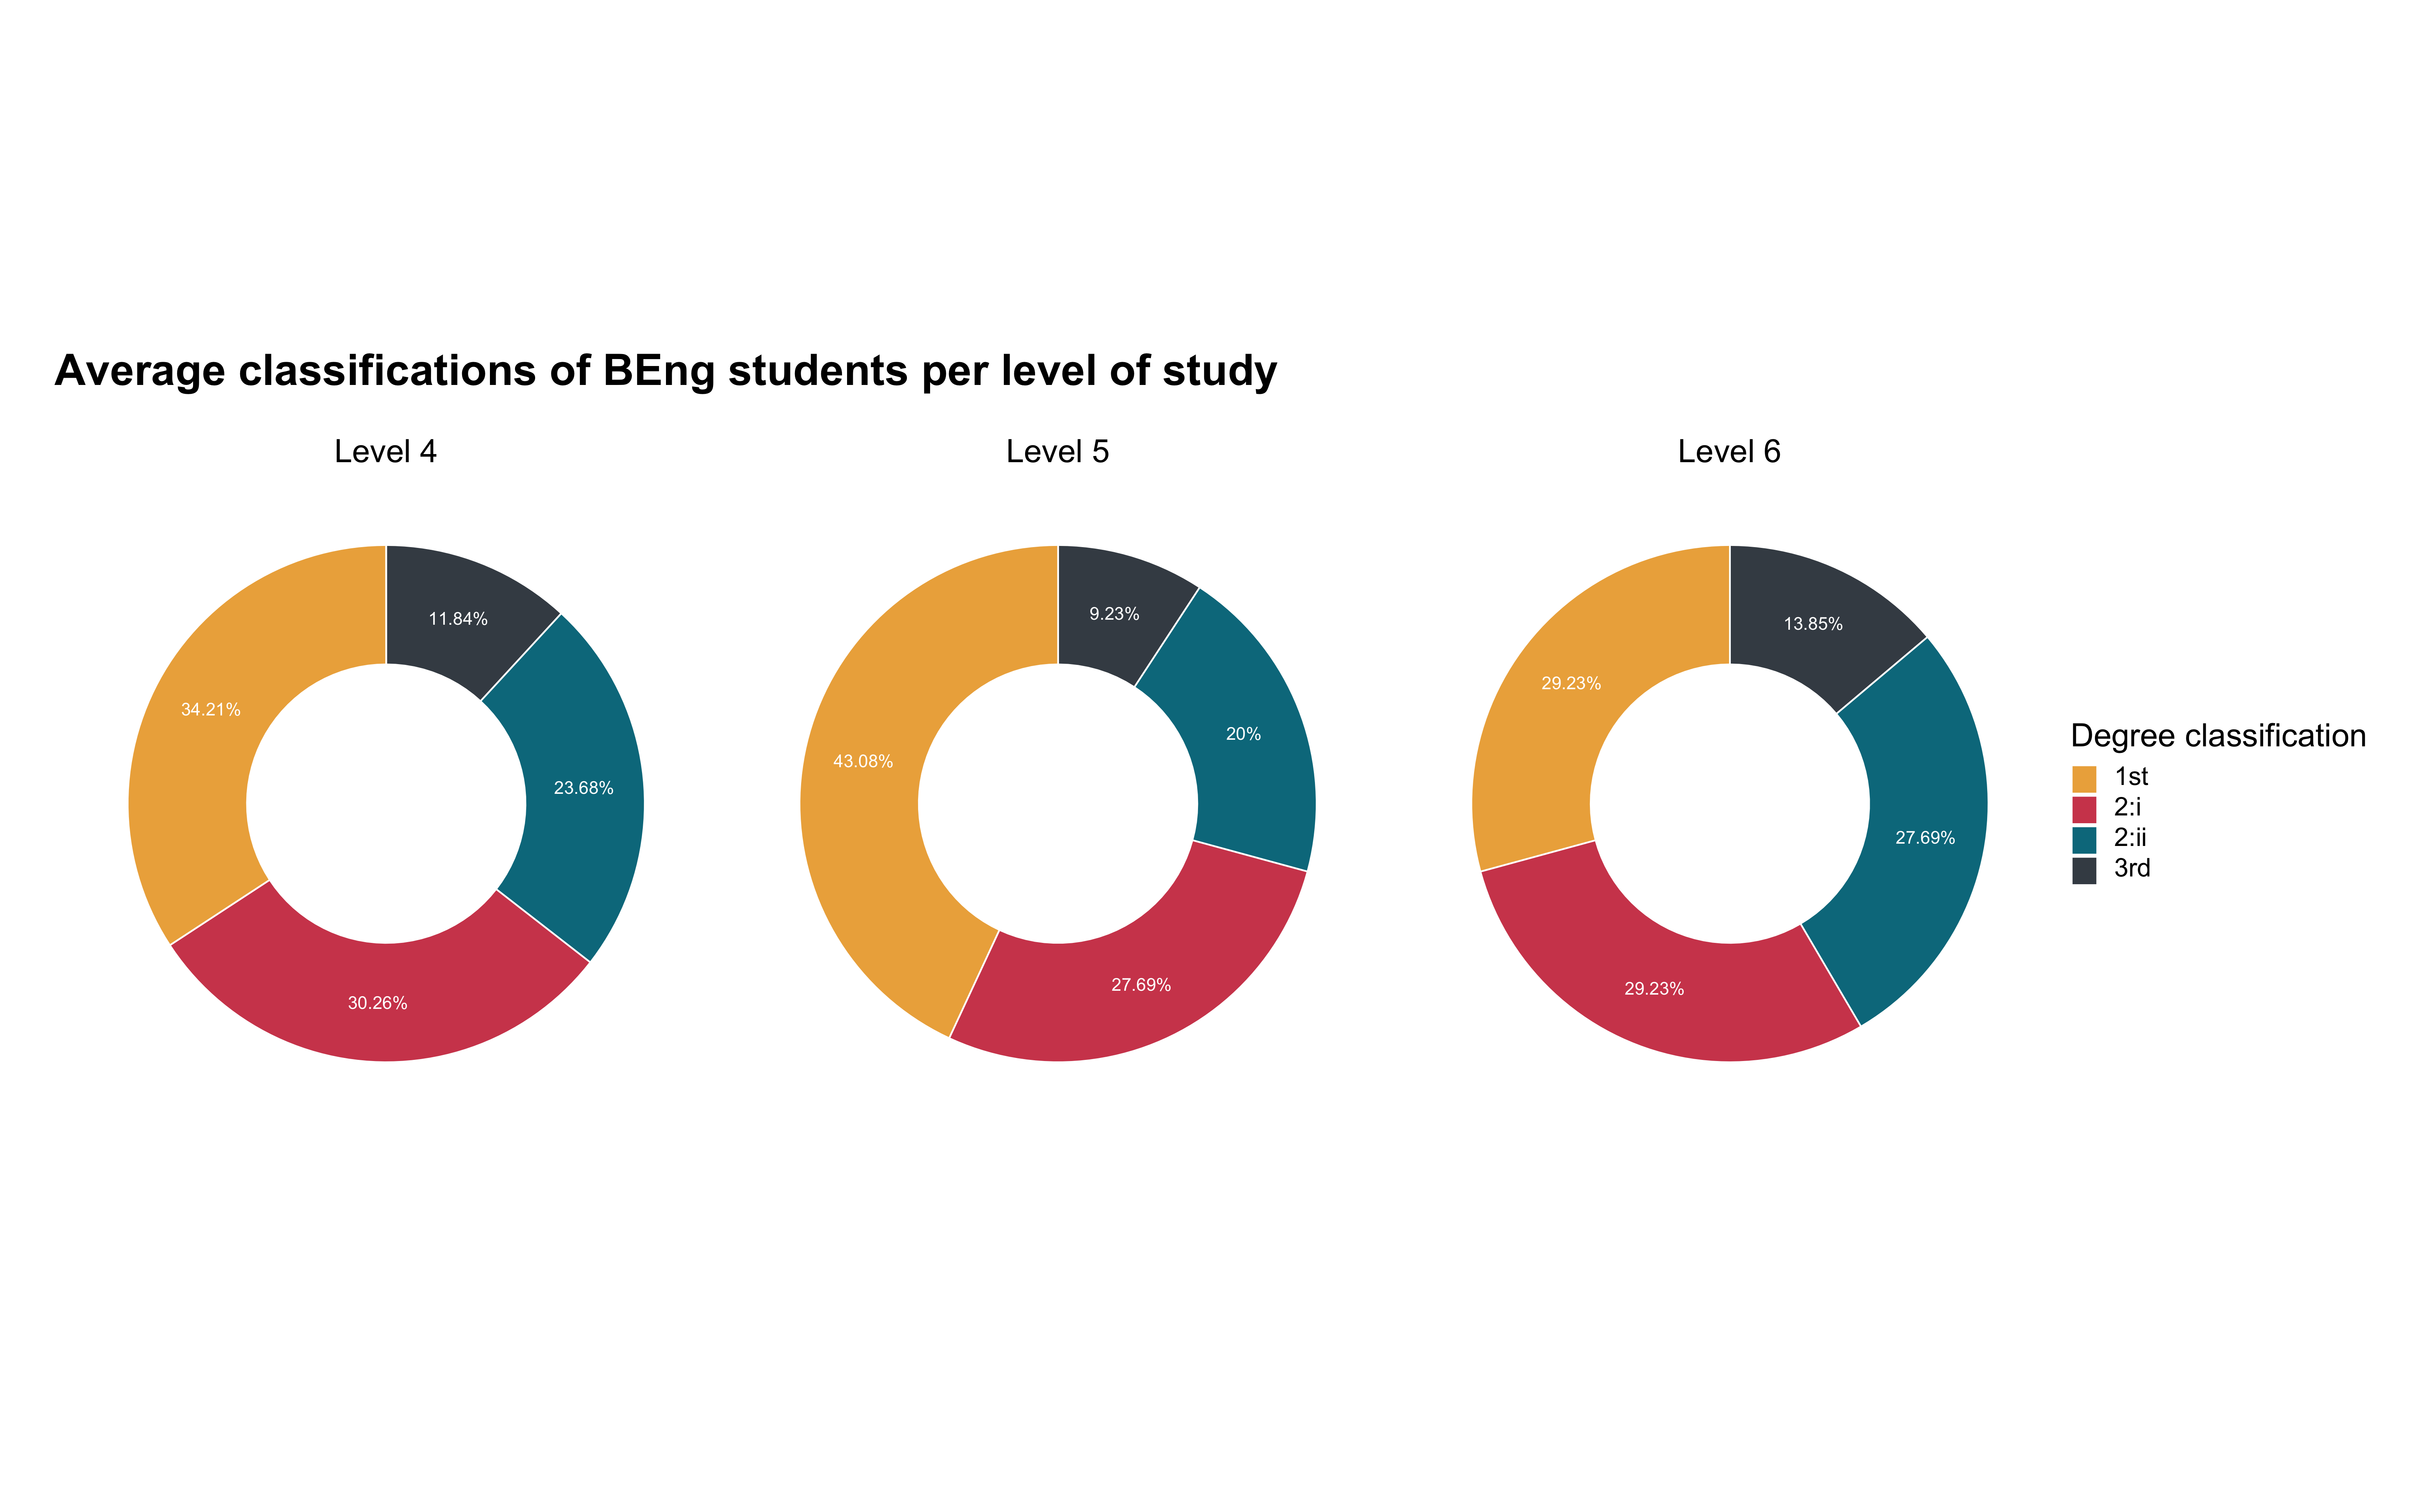 Average classifications of BEng students per level of study
Level 4
Level 5
Level 6
11.84%
23.68%
30.26%
34.21%
9.23%
20%
27.69%
43.08%
13.85%
27.69%
29.23%
29.23%
Degree classification
1st
2:i
2:ii
3rd